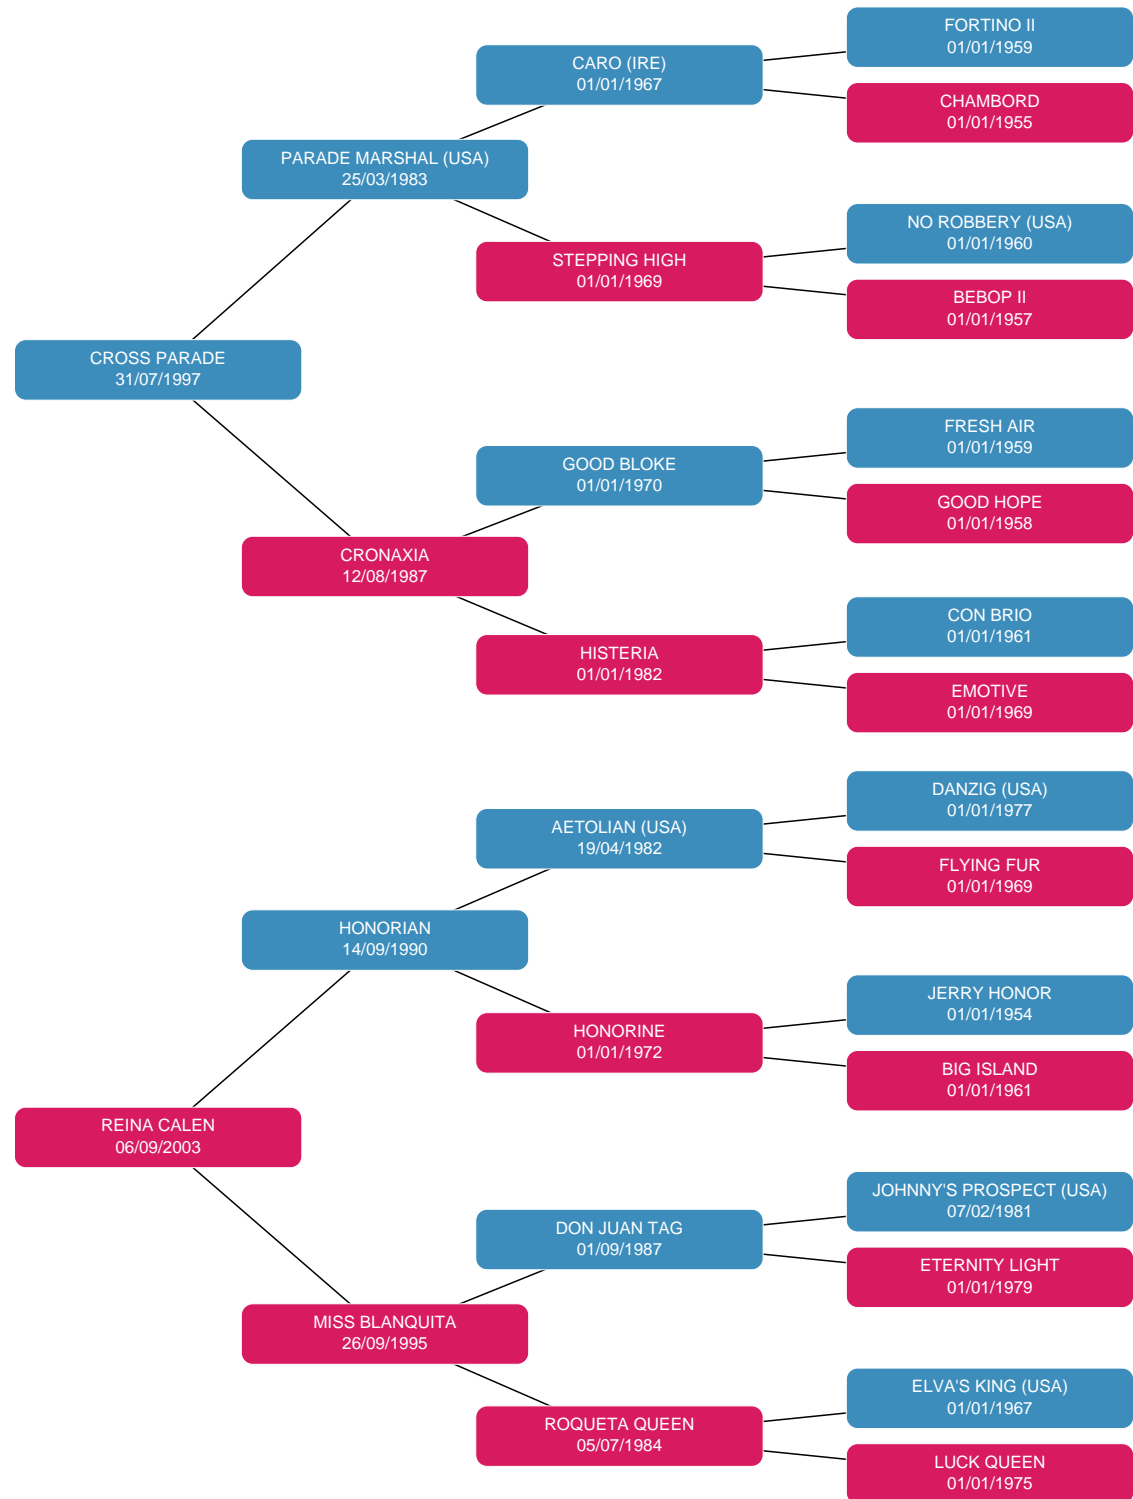 FORTINO II
01/01/1959
CARO (IRE)
01/01/1967
CHAMBORD
01/01/1955
PARADE MARSHAL (USA)
25/03/1983
NO ROBBERY (USA)
01/01/1960
STEPPING HIGH
01/01/1969
BEBOP II
01/01/1957
CROSS PARADE
31/07/1997
FRESH AIR
01/01/1959
GOOD BLOKE
01/01/1970
GOOD HOPE
01/01/1958
CRONAXIA
12/08/1987
CON BRIO
01/01/1961
HISTERIA
01/01/1982
EMOTIVE
01/01/1969
DANZIG (USA)
01/01/1977
AETOLIAN (USA)
19/04/1982
FLYING FUR
01/01/1969
HONORIAN
14/09/1990
JERRY HONOR
01/01/1954
HONORINE
01/01/1972
BIG ISLAND
01/01/1961
REINA CALEN
06/09/2003
JOHNNY'S PROSPECT (USA)
07/02/1981
DON JUAN TAG
01/09/1987
ETERNITY LIGHT
01/01/1979
MISS BLANQUITA
26/09/1995
ELVA'S KING (USA)
01/01/1967
ROQUETA QUEEN
05/07/1984
LUCK QUEEN
01/01/1975